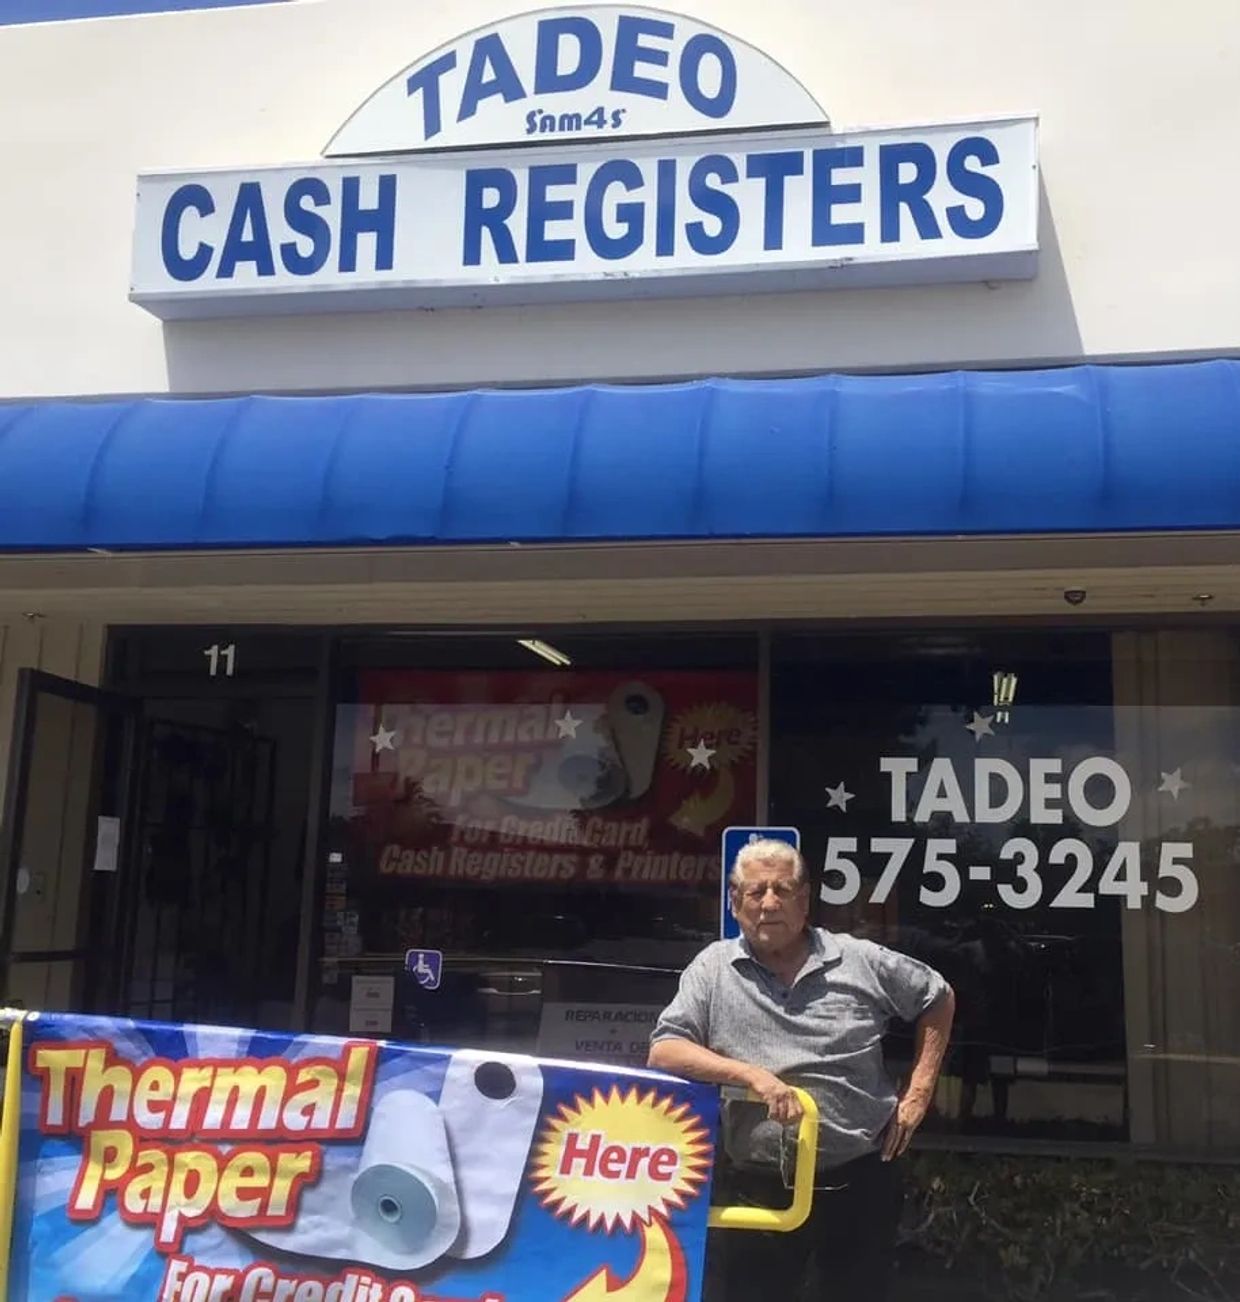 TADEO
SAM4S
CASH REGISTERS
11
Thermal
Paper
Here
For Credit Card,
Cash Registers & Printers
TADEO
575-3245
REPARACION
VENTA DE
Thermal
Paper
Here
For Credit